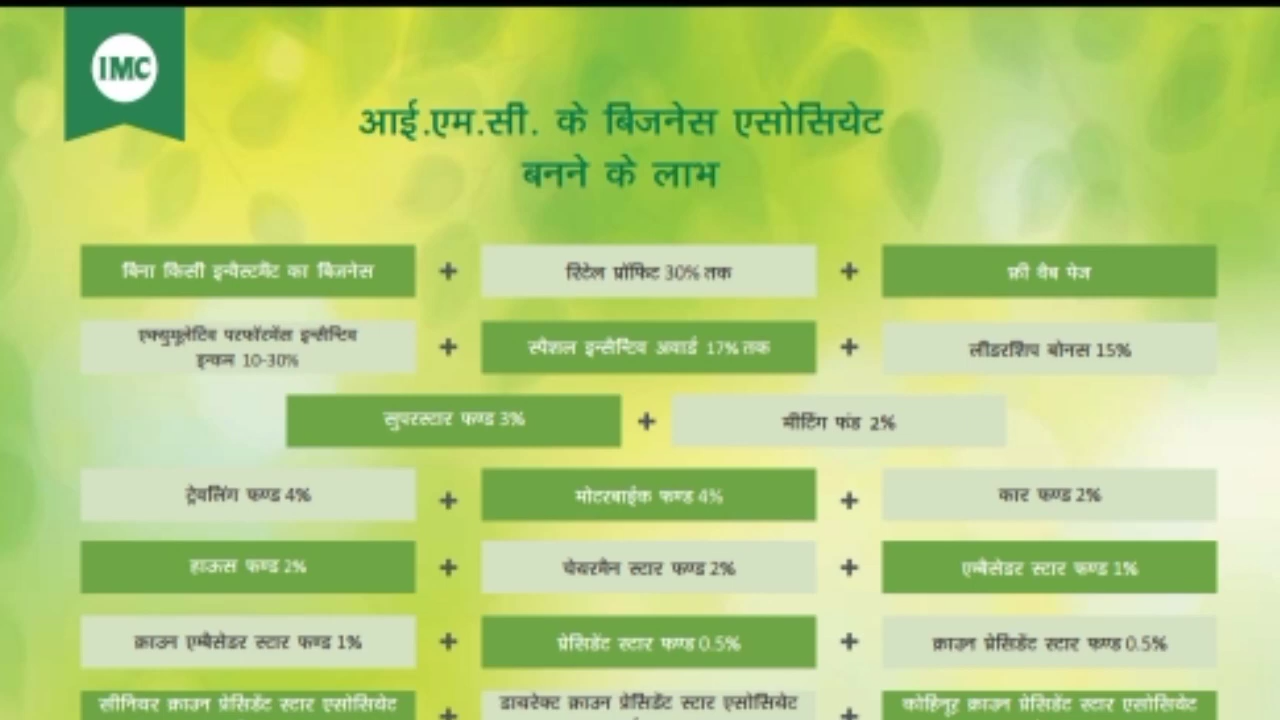 IMC
आई.एम.सी. के बिजनेस एसोसियेट
बनने के लाभ
बिना किसी इन्वेस्टमैंट का बिजनेस + रिटेल प्रॉफिट 30% तक + फ्री वैब पेज
एक्युमूलेटिव परफॉरमेंस इन्सैन्टिव
इन्कम 10-30% + स्पैशल इन्सैन्टिव अवार्ड 17% तक + लीडरशिप बोनस 15%
सुपरस्टार फण्ड 3% + मीटिंग फंड 2%
ट्रेवलिंग फण्ड 4% + मोटरबाईक फण्ड 4% + कार फण्ड 2%
हाऊस फण्ड 2% + चेयरमैन स्टार फण्ड 2% + एम्बैसेडर स्टार फण्ड 1%
क्राउन एम्बैसेडर स्टार फण्ड 1% + प्रेसिडेंट स्टार फण्ड 0.5% + क्राउन प्रेसिडेंट स्टार फण्ड 0.5%
सीनियर क्राउन प्रेसिडेंट स्टार एसोसियेट + डायरेक्ट क्राउन प्रेसिडेंट स्टार एसोसियेट + कोहिनूर क्राउन प्रेसिडेंट स्टार एसोसियेट